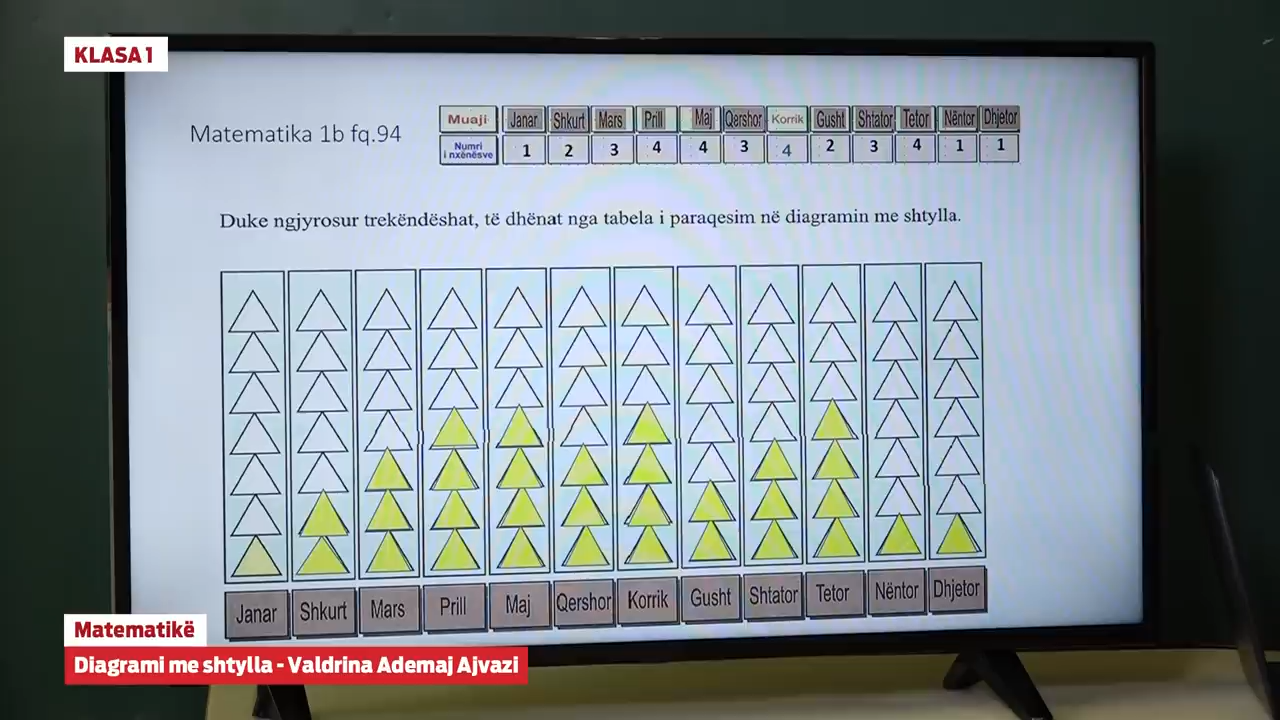 KLASA 1
Matematika 1b fq.94
Muaji Janar Shkurt Mars Prill Maj Qershor Korrik Gusht Shtator Tetor Nëntor Dhjetor
Numri
i nxënësve
1 2 3 4 4 3 4 2 3 4 1 1
Duke ngjyrosur trekëndëshat, të dhënat nga tabela i paraqesim në diagramin me shtylla.
Janar Shkurt Mars Prill Maj Qershor Korrik Gusht Shtator Tetor Nëntor Dhjetor
Matematikë
Diagrami me shtylla - Valdrina Ademaj Ajvazi